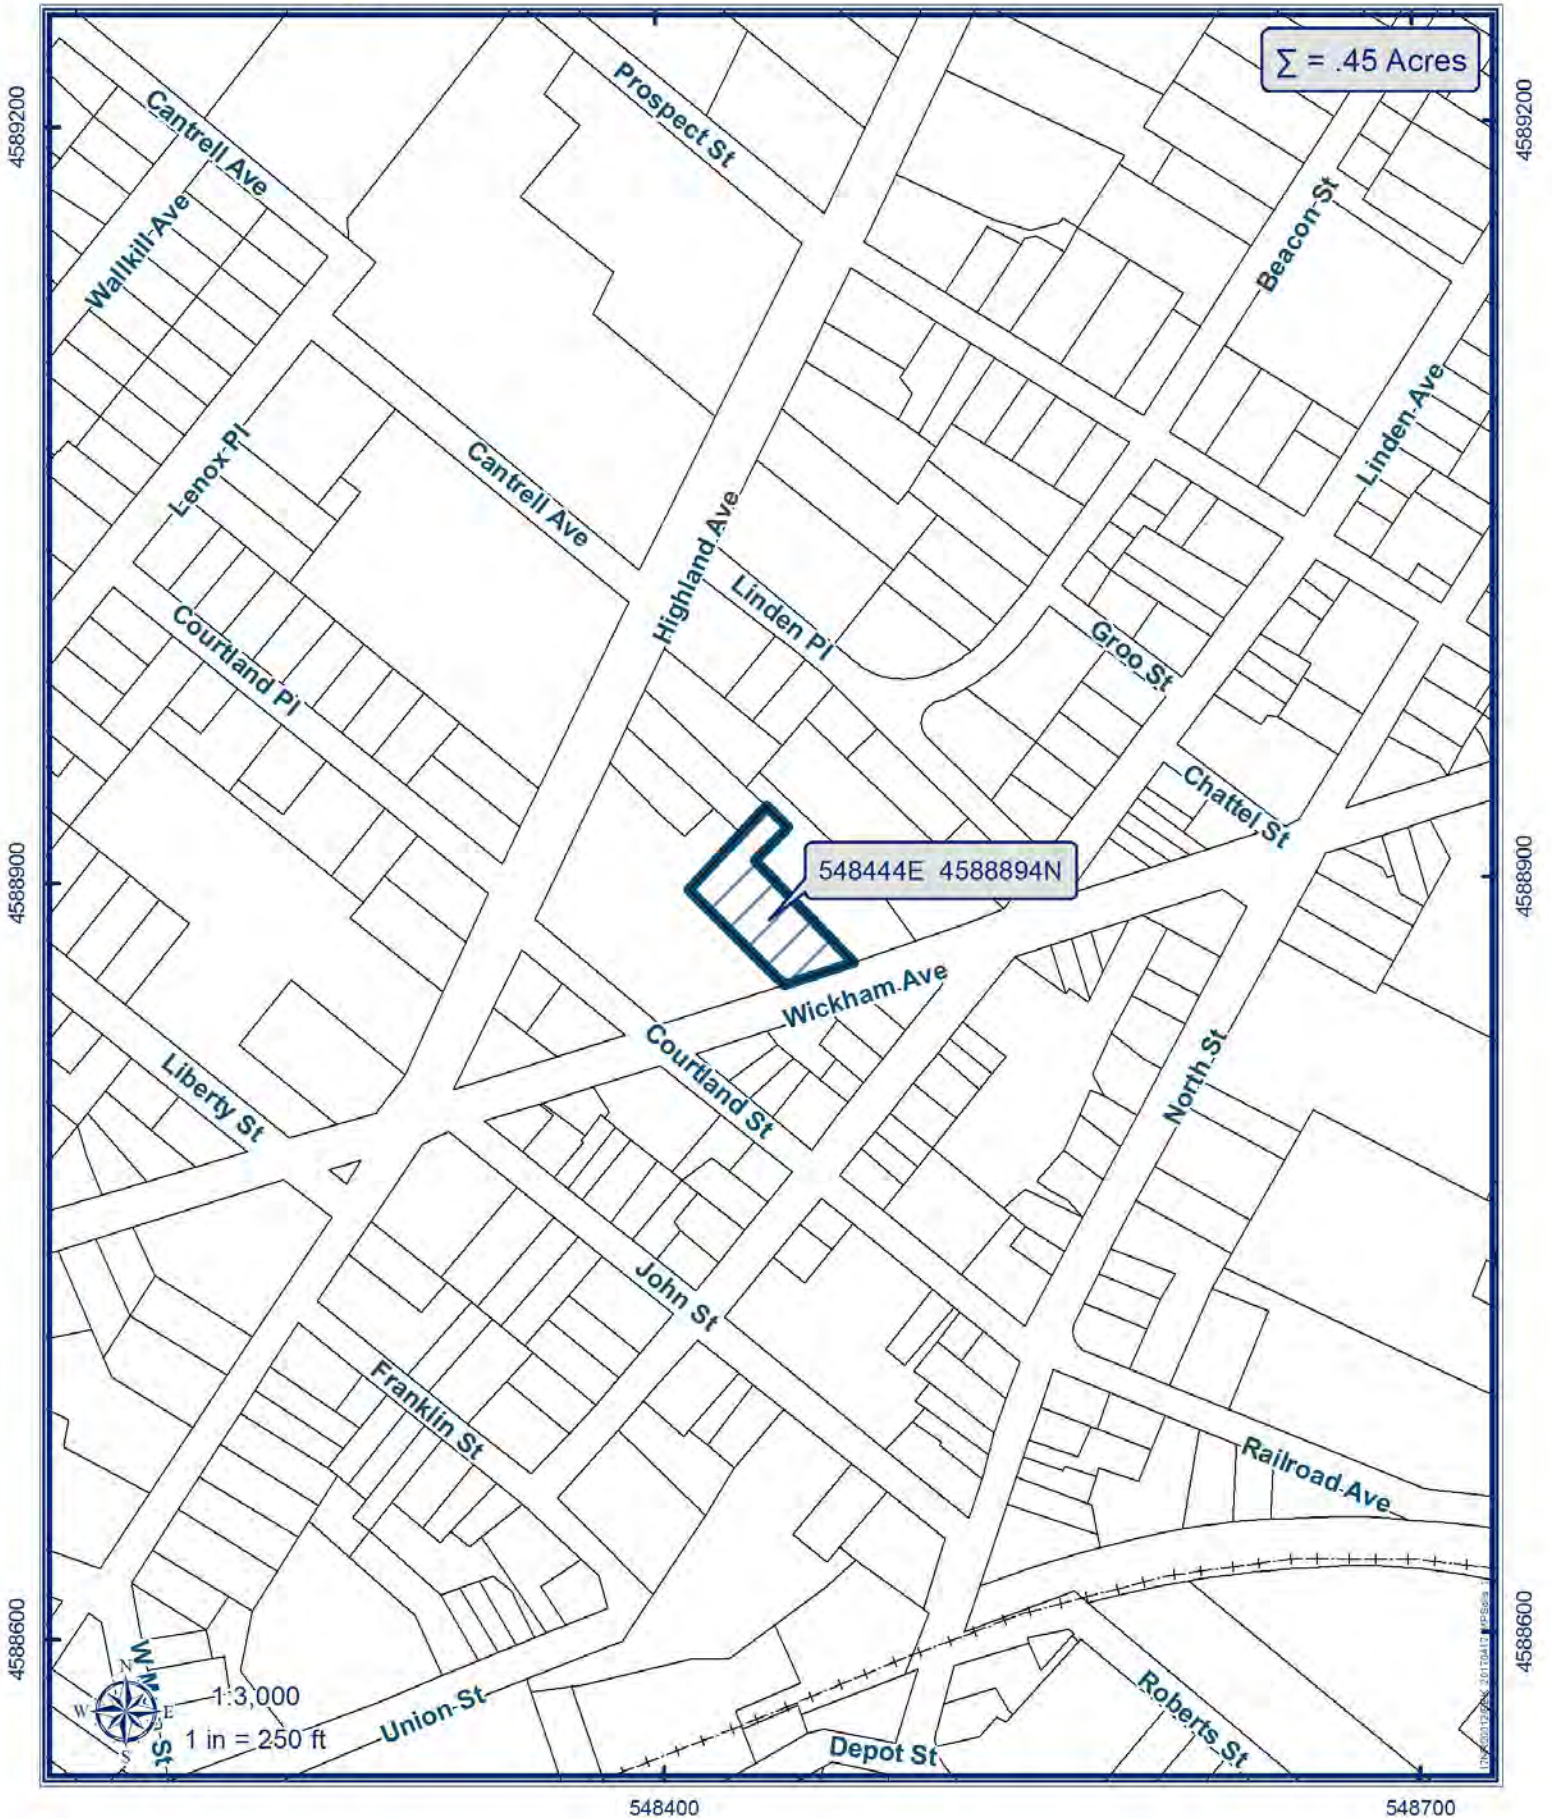 ∑ = .45 Acres
4589200
4589200
Prospect St
Cantrell Ave
Wallkill Ave
Beacon St
Linden Ave
Lenox Pl
Cantrell Ave
Highland Ave
Linden Pl
Groo St
Courtland Pl
Chattel St
548444E 4588894N
4588900
4588900
Wickham Ave
Courtland St
North St
Liberty St
John St
Franklin St
Railroad Ave
4588600
4588600
N
W
E
S
1:3,000
1 in = 250 ft
Union St
Roberts St
Depot St
548400
548700